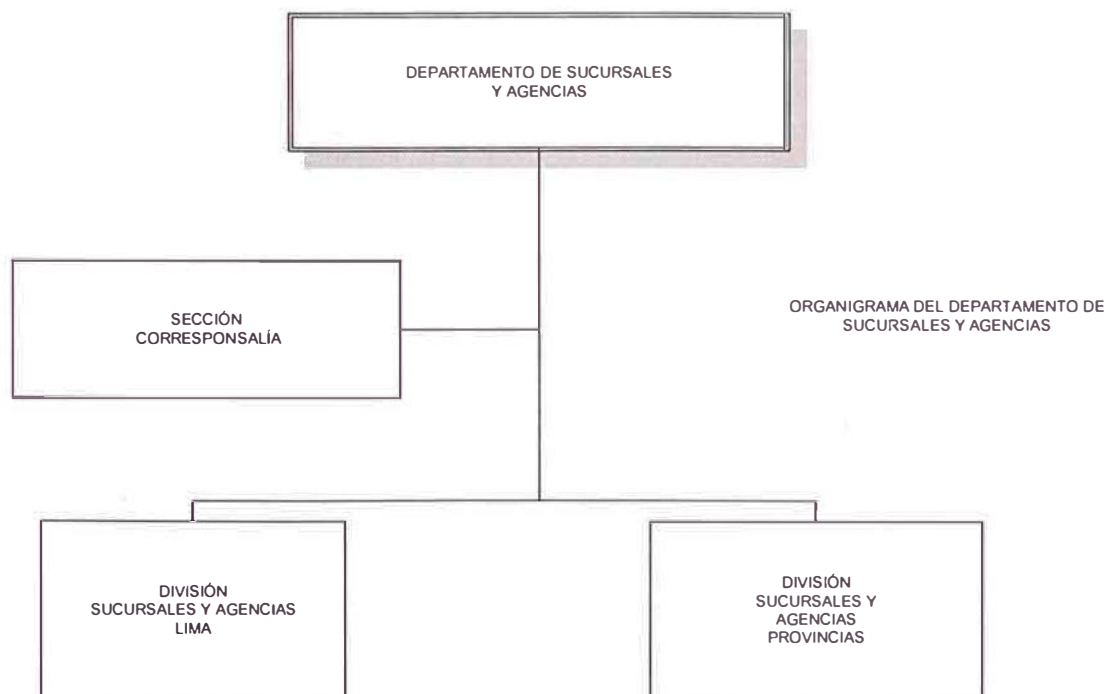 DEPARTAMENTO DE SUCURSALES
Y AGENCIAS
SECCIÓN
CORRESPONSALÍA
ORGANIGRAMA DEL DEPARTAMENTO DE
SUCURSALES Y AGENCIAS
DIVISIÓN
SUCURSALES Y AGENCIAS
LIMA
DIVISIÓN
SUCURSALES Y
AGENCIAS
PROVINCIAS